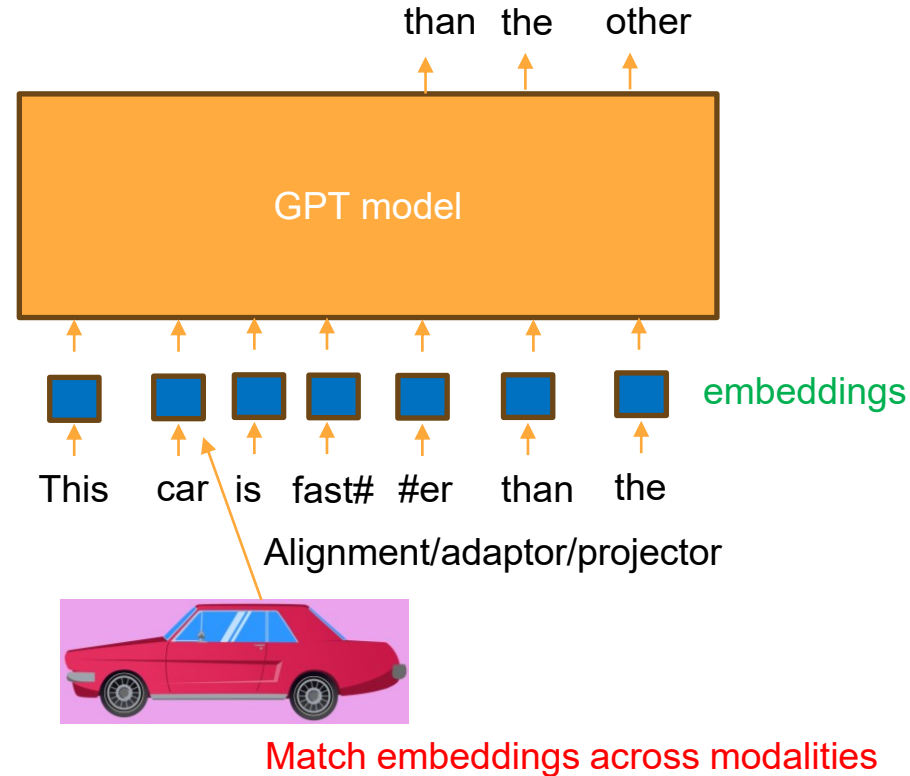 than the other
GPT model
embeddings
This car is fast# #er than the
Alignment/adaptor/projector
Match embeddings across modalities